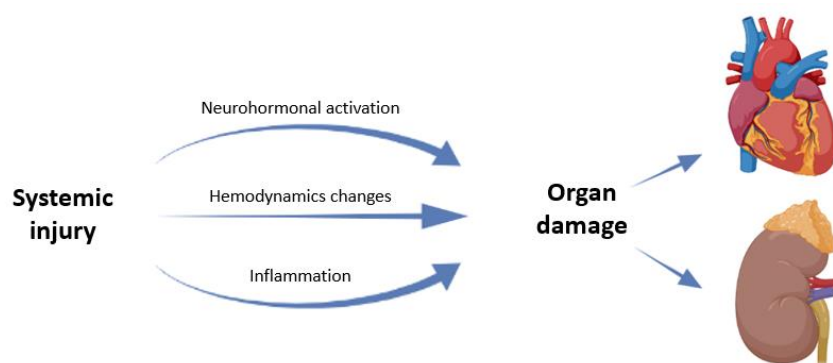 Neurohormonal activation
Systemic
injury
Hemodynamics changes
Inflammation
Organ
damage